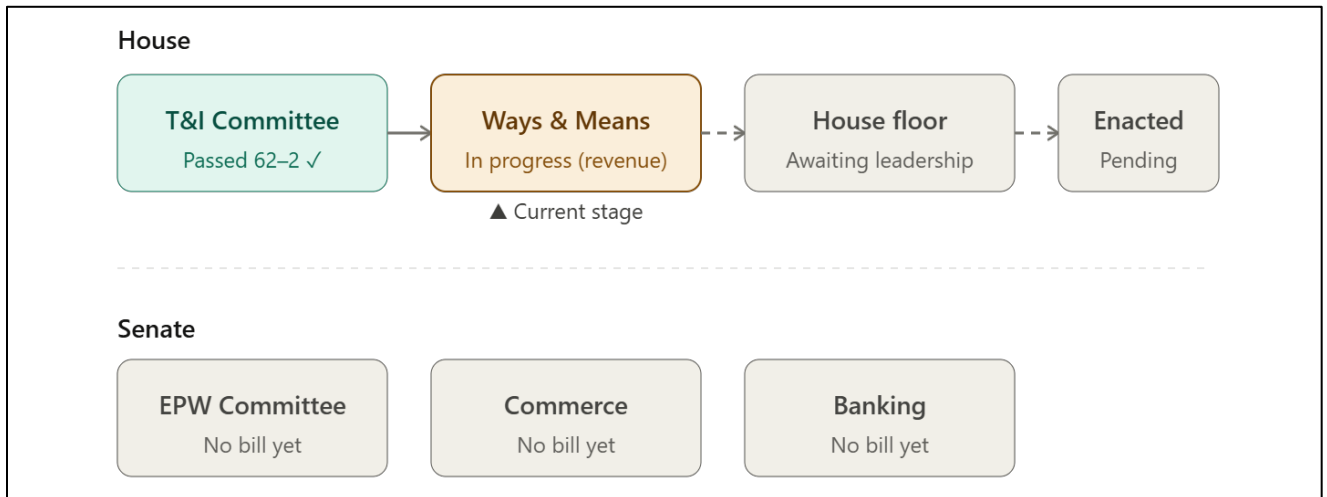 House
T&I Committee
Passed 62–2 ✓
Ways & Means
In progress (revenue)
▲ Current stage
House floor
Awaiting leadership
Enacted
Pending
Senate
EPW Committee
No bill yet
Commerce
No bill yet
Banking
No bill yet